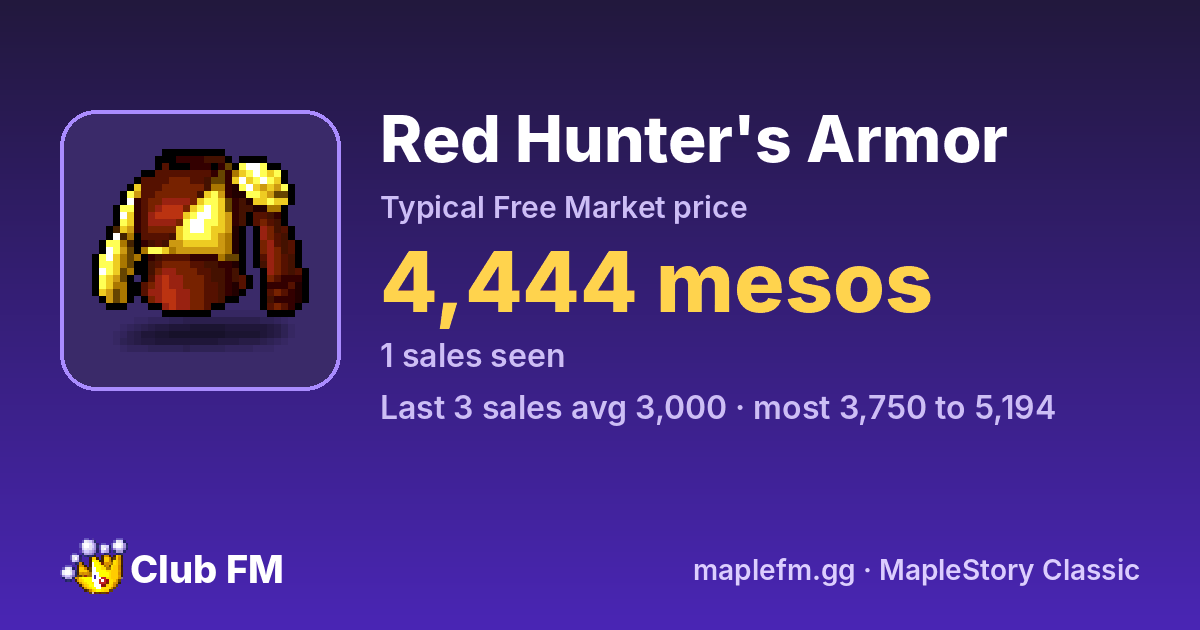 Red Hunter's Armor
Typical Free Market price
4,444 mesos
1 sales seen
Last 3 sales avg 3,000 · most 3,750 to 5,194
Club FM
maplefm.gg · MapleStory Classic